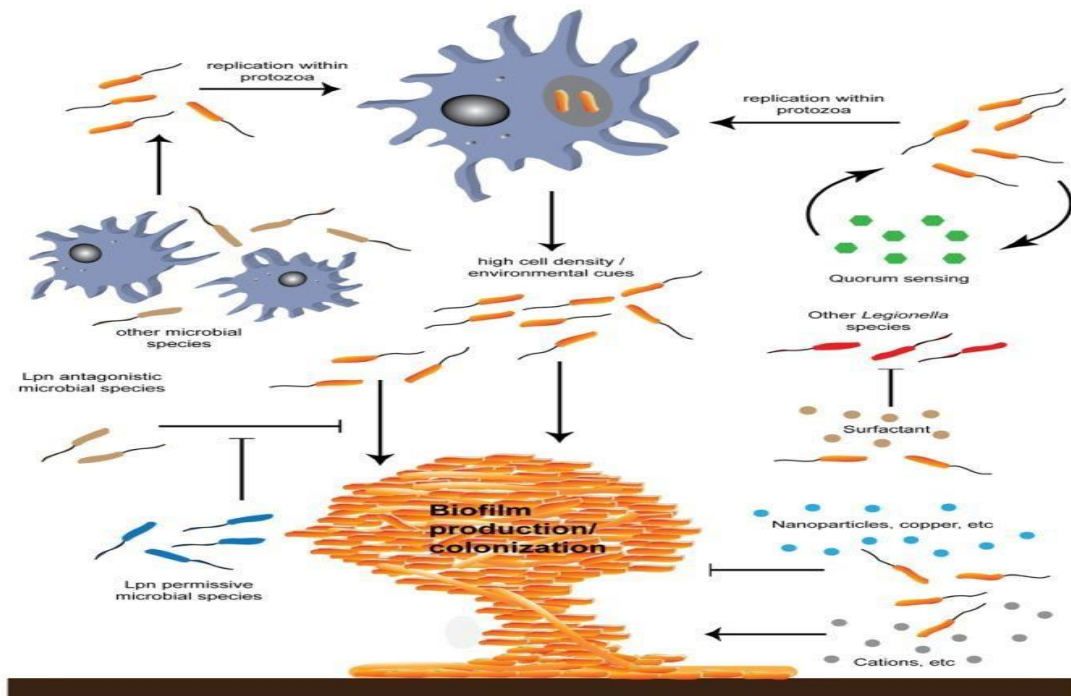 replication within
protozoa
replication within
protozoa
high cell density /
environmental cues
Quorum sensing
other microbial
species
Other Legionella
species
Lpn antagonistic
microbial species
Surfactant
Biofilm
production/
colonization
Nanoparticles, copper, etc
Lpn permissive
microbial species
Cations, etc